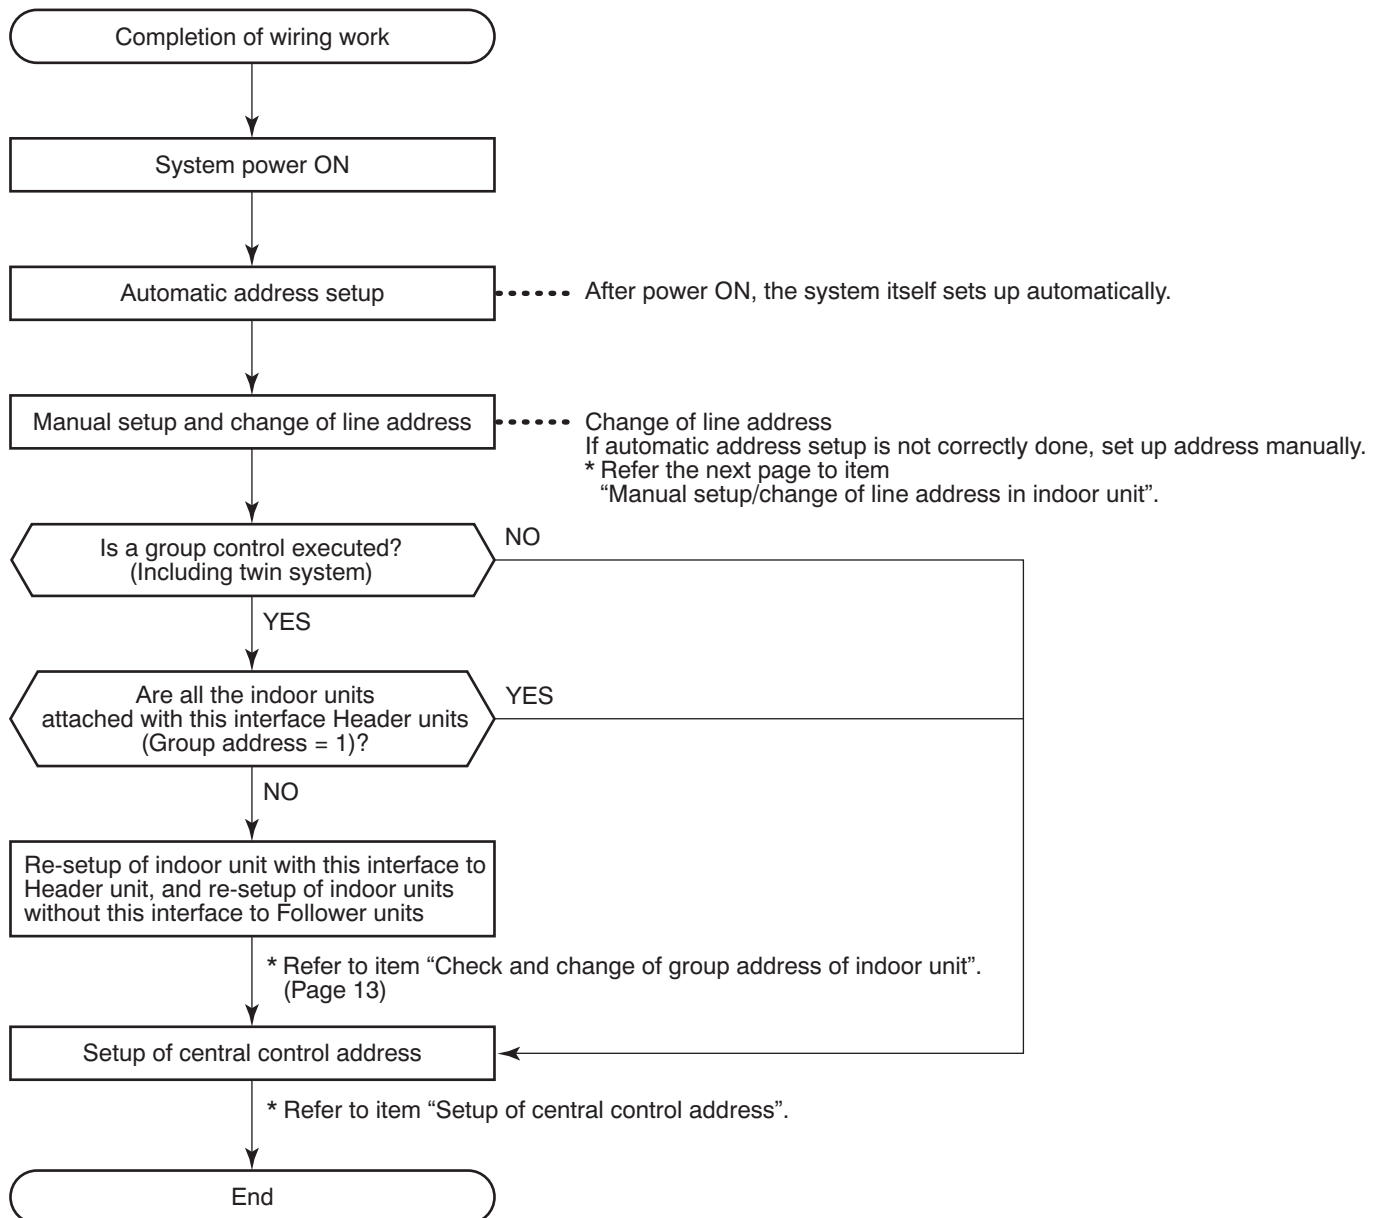 Completion of wiring work
System power ON
Automatic address setup
After power ON, the system itself sets up automatically.
Manual setup and change of line address
Change of line address
If automatic address setup is not correctly done, set up address manually.
* Refer the next page to item
“Manual setup/change of line address in indoor unit”.
Is a group control executed?
(Including twin system)
NO
YES
Are all the indoor units
attached with this interface Header units
(Group address = 1)?
YES
NO
Re-setup of indoor unit with this interface to
Header unit, and re-setup of indoor units
without this interface to Follower units
* Refer to item “Check and change of group address of indoor unit”.
(Page 13)
Setup of central control address
* Refer to item “Setup of central control address”.
End